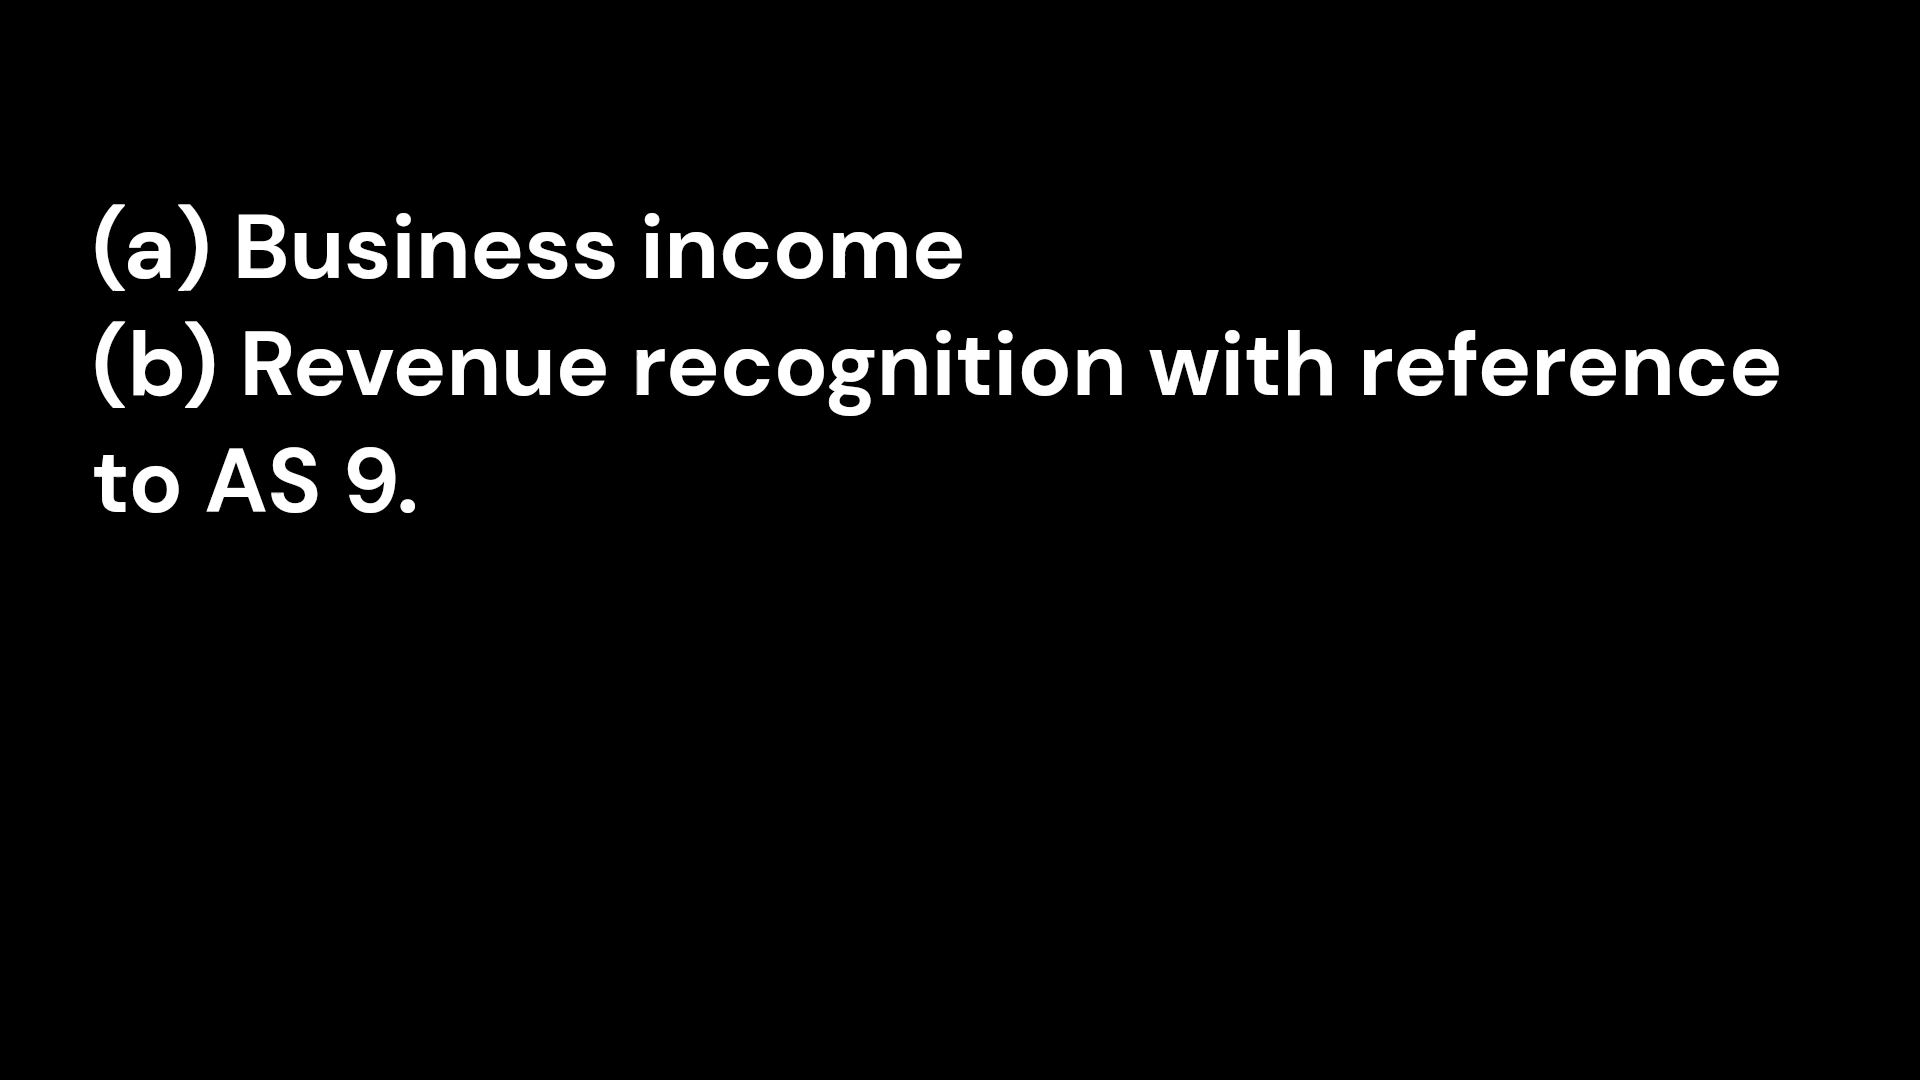 (a) Business income
(b) Revenue recognition with reference
to AS 9.